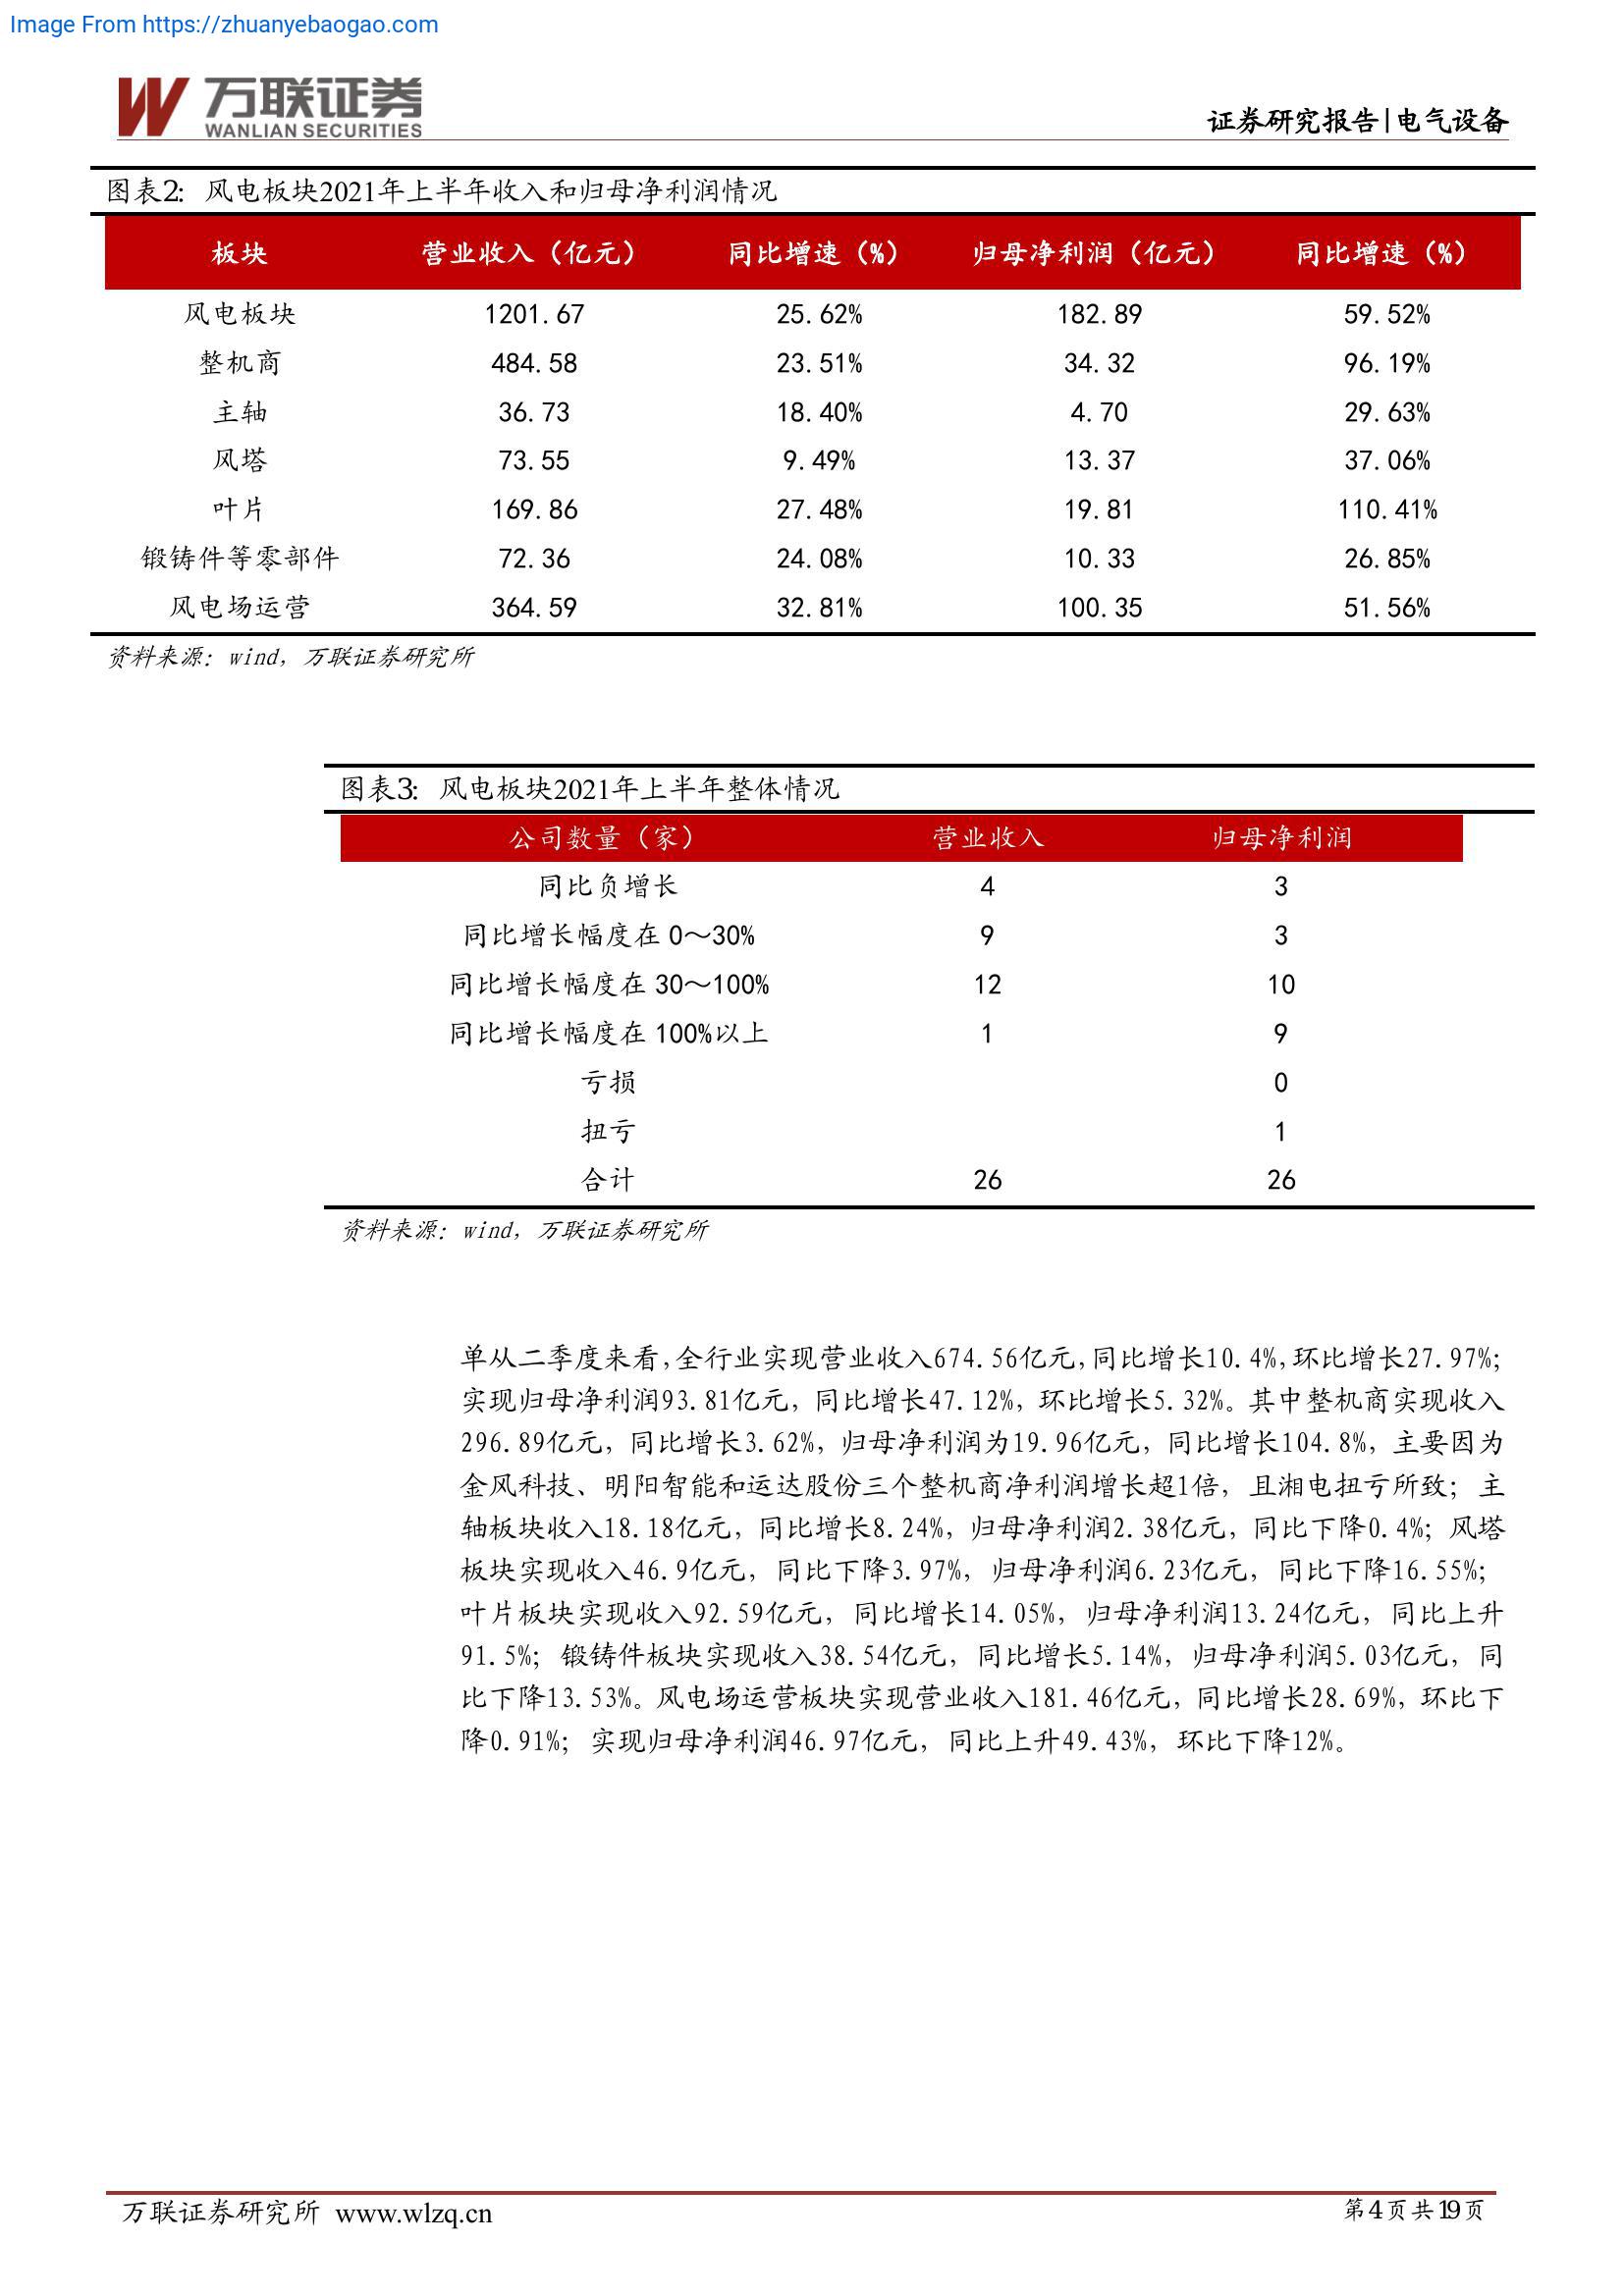 Image From https://zhuanyebaogao.com
万联证券
WANLIAN SECURITIES
证券研究报告|电气设备
图表2: 风电板块2021年上半年收入和归母净利润情况
板块 营业收入（亿元） 同比增速（%） 归母净利润（亿元） 同比增速（%）
风电板块 1201.67 25.62% 182.89 59.52%
整机商 484.58 23.51% 34.32 96.19%
主轴 36.73 18.40% 4.70 29.63%
风塔 73.55 9.49% 13.37 37.06%
叶片 169.86 27.48% 19.81 110.41%
锻铸件等零部件 72.36 24.08% 10.33 26.85%
风电场运营 364.59 32.81% 100.35 51.56%
资料来源：wind，万联证券研究所
图表3: 风电板块2021年上半年整体情况
公司数量（家） 营业收入 归母净利润
同比负增长 4 3
同比增长幅度在 0～30% 9 3
同比增长幅度在 30～100% 12 10
同比增长幅度在 100%以上 1 9
亏损 0
扭亏 1
合计 26 26
资料来源：wind，万联证券研究所
单从二季度来看，全行业实现营业收入674.56亿元，同比增长10.4%，环比增长27.97%；
实现归母净利润93.81亿元，同比增长47.12%，环比增长5.32%。其中整机商实现收入
296.89亿元，同比增长3.62%，归母净利润为19.96亿元，同比增长104.8%，主要因为
金风科技、明阳智能和运达股份三个整机商净利润增长超1倍，且湘电扭亏所致；主
轴板块收入18.18亿元，同比增长8.24%，归母净利润2.38亿元，同比下降0.4%；风塔
板块实现收入46.9亿元，同比下降3.97%，归母净利润6.23亿元，同比下降16.55%；
叶片板块实现收入92.59亿元，同比增长14.05%，归母净利润13.24亿元，同比上升
91.5%；锻铸件板块实现收入38.54亿元，同比增长5.14%，归母净利润5.03亿元，同
比下降13.53%。风电场运营板块实现营业收入181.46亿元，同比增长28.69%，环比下
降0.91%；实现归母净利润46.97亿元，同比上升49.43%，环比下降12%。
万联证券研究所 www.wlzq.cn
第4页共19页